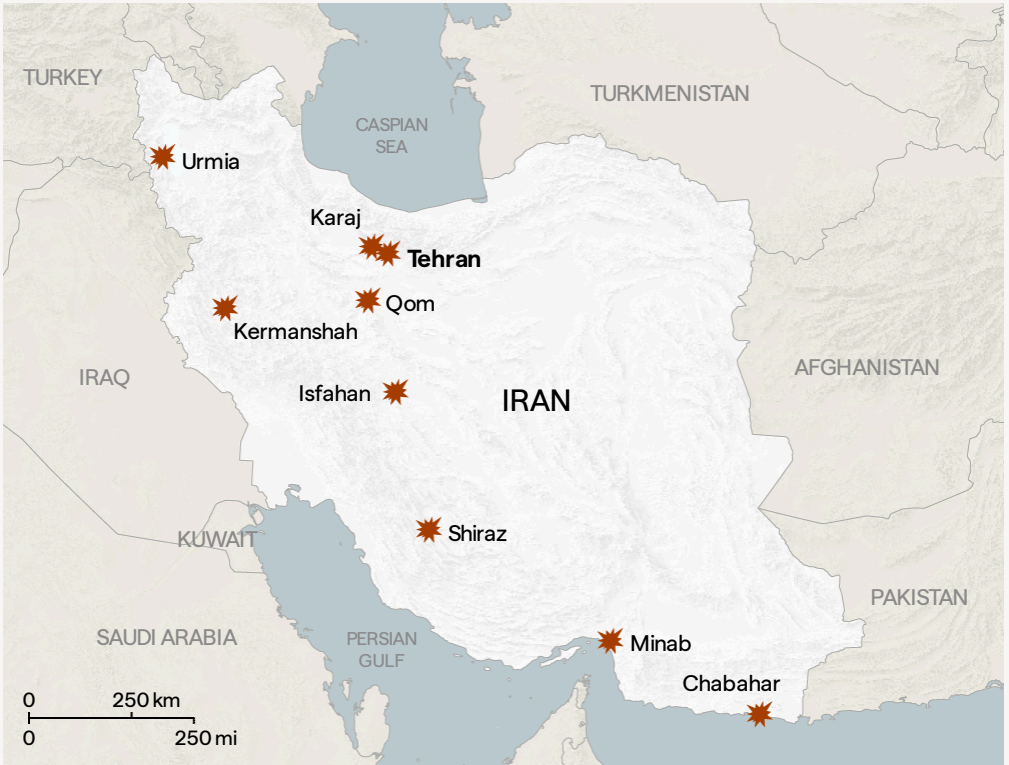 TURKEY
TURKMENISTAN
CASPIAN
SEA
Urmia
Karaj
Tehran
Qom
Kermanshah
IRAQ
Isfahan
IRAN
AFGHANISTAN
Shiraz
KUWAIT
PAKISTAN
SAUDI ARABIA
PERSIAN
GULF
Minab
Chabahar
0 250 km
0 250 mi